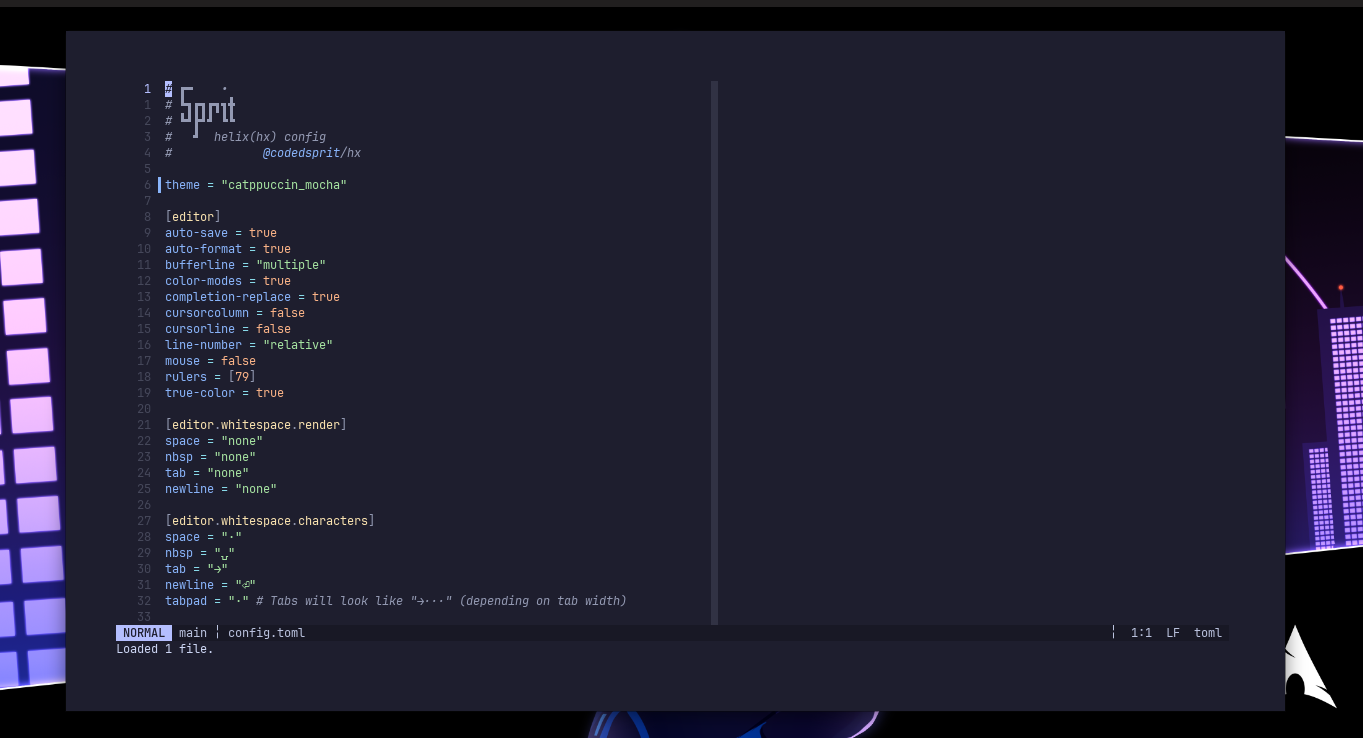 1 #
1 #
2 #
3 # helix(hx) config
4 # @codedsprit/hx
5
6 theme = "catppuccin_mocha"
7
8 [editor]
9 auto-save = true
10 auto-format = true
11 bufferline = "multiple"
12 color-modes = true
13 completion-replace = true
14 cursorcolumn = false
15 cursorline = false
16 line-number = "relative"
17 mouse = false
18 rulers = [79]
19 true-color = true
20
21 [editor.whitespace.render]
22 space = "none"
23 nbsp = "none"
24 tab = "none"
25 newline = "none"
26
27 [editor.whitespace.characters]
28 space = "·"
29 nbsp = "⍽"
30 tab = "→"
31 newline = "⏎"
32 tabpad = "·" # Tabs will look like "→···" (depending on tab width)
33
NORMAL main ¦ config.toml ¦ 1:1 LF toml
Loaded 1 file.